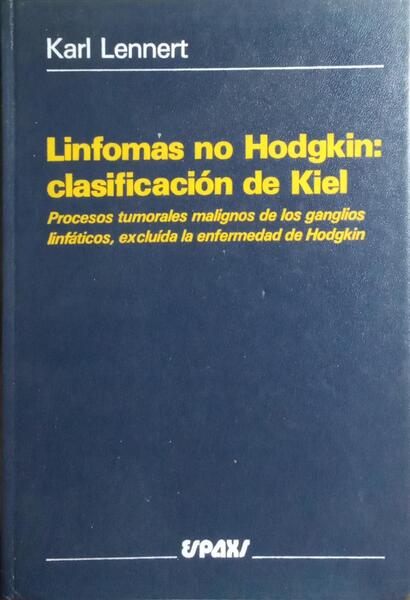 Karl Lennert
Linfomas no Hodgkin:
clasificación de Kiel
Procesos tumorales malignos de los ganglios
linfáticos, excluída la enfermedad de Hodgkin
ESPAXS